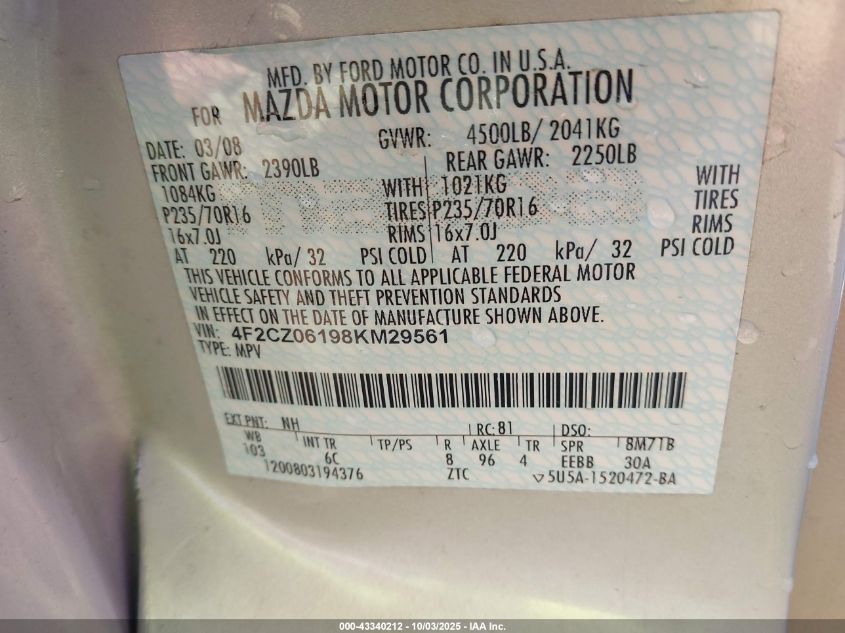 MFD. BY FORD MOTOR CO. IN U.S.A.
FOR MAZDA MOTOR CORPORATION
DATE: 03/08 GVWR: 4500LB/ 2041KG
FRONT GAWR: 2390LB REAR GAWR: 2250LB
1084KG WITH 1021KG WITH
P235/70R16 TIRES P235/70R16 TIRES
16x7.0J RIMS 16x7.0J RIMS
AT 220 kPa/ 32 PSI COLD AT 220 kPa/ 32 PSI COLD
THIS VEHICLE CONFORMS TO ALL APPLICABLE FEDERAL MOTOR
VEHICLE SAFETY AND THEFT PREVENTION STANDARDS
IN EFFECT ON THE DATE OF MANUFACTURE SHOWN ABOVE.
VIN: 4F2CZ06198KM29561
TYPE: MPV
EXT PNT: NH RC: 81 DSO:
WB INT TR TP/PS R AXLE TR SPR 8M71B
103 6C 8 96 4 EEBB 30A
1200803194376 ZTC 5U5A-1520472-BA
000-43340212 - 10/03/2025 - IAA Inc.